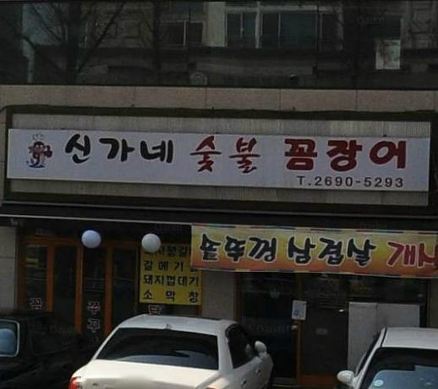 신가네 숯불 꼼장어
T.2690-5293
솥뚜껑 삼겹살 개시
갈매기살
돼지껍데기
소막창